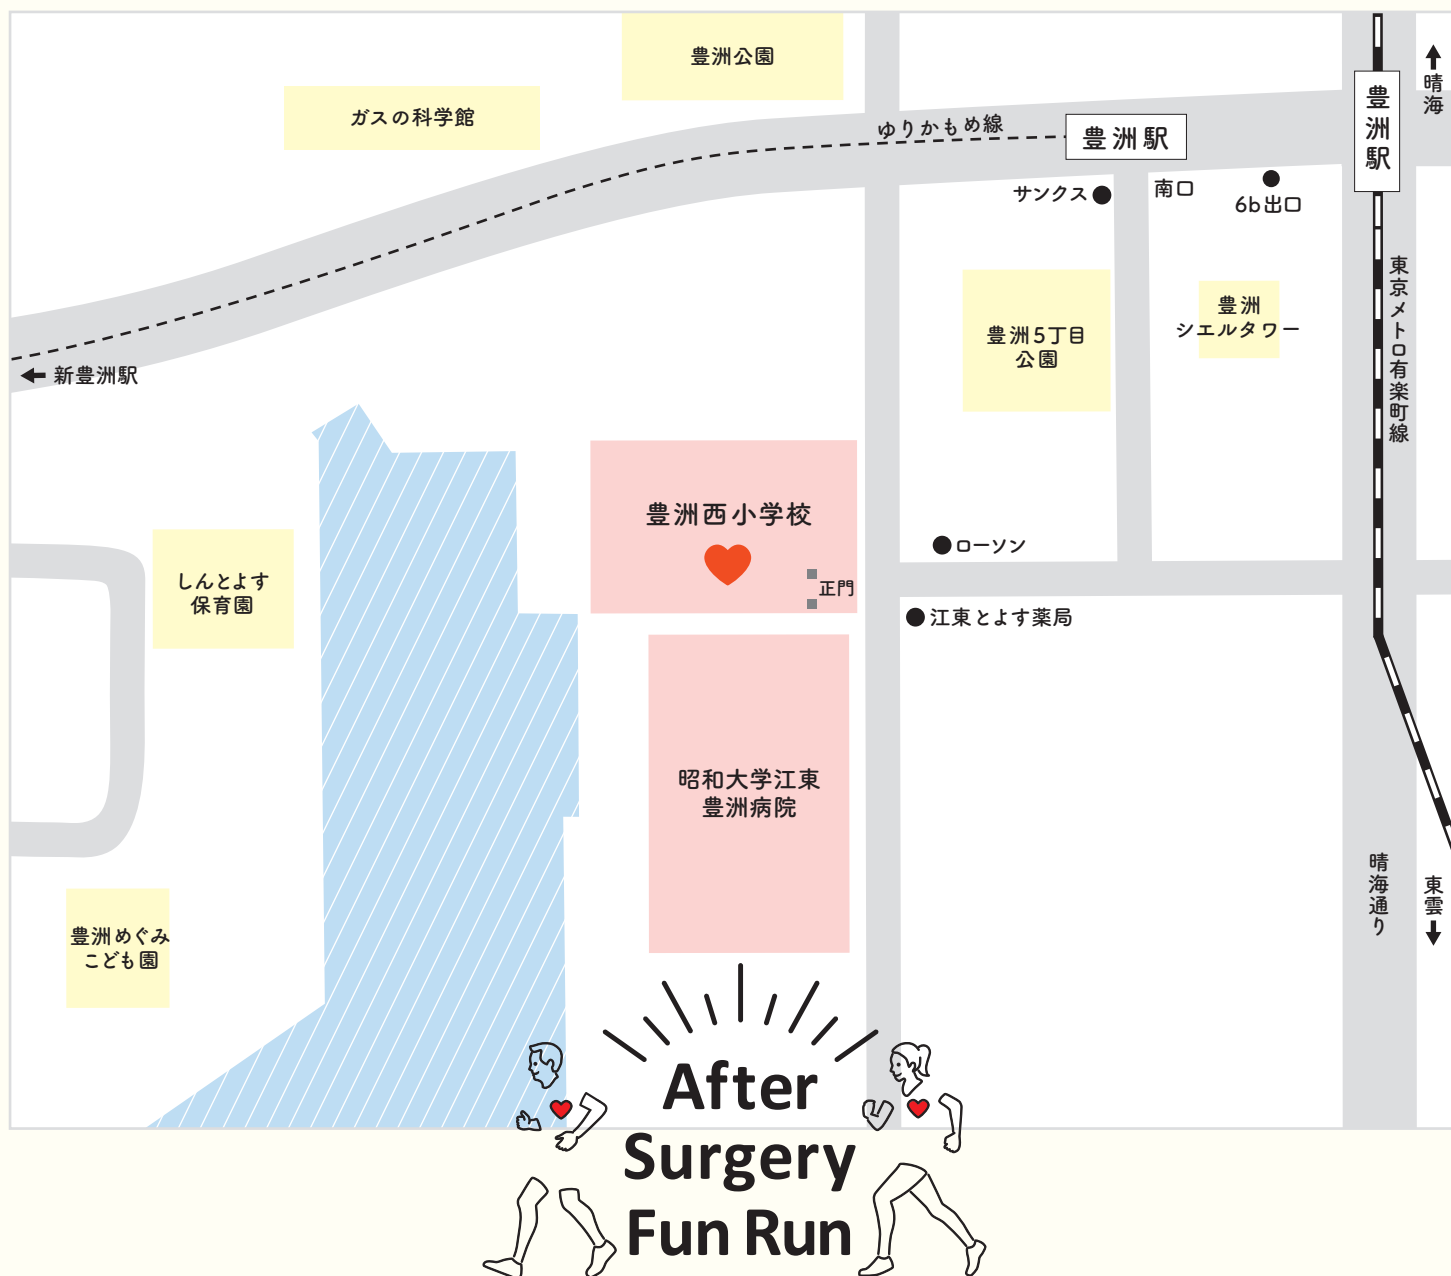 豊洲公園
ガスの科学館
ゆりかもめ線
豊洲駅
豊洲駅
晴海
サンクス
南口
6b出口
東京メトロ有楽町線
豊洲
シエルタワー
豊洲5丁目
公園
新豊洲駅
豊洲西小学校
正門
ローソン
江東とよす薬局
しんとよす
保育園
昭和大学江東
豊洲病院
晴海通り
東雲
豊洲めぐみ
こども園
After
Surgery
Fun Run